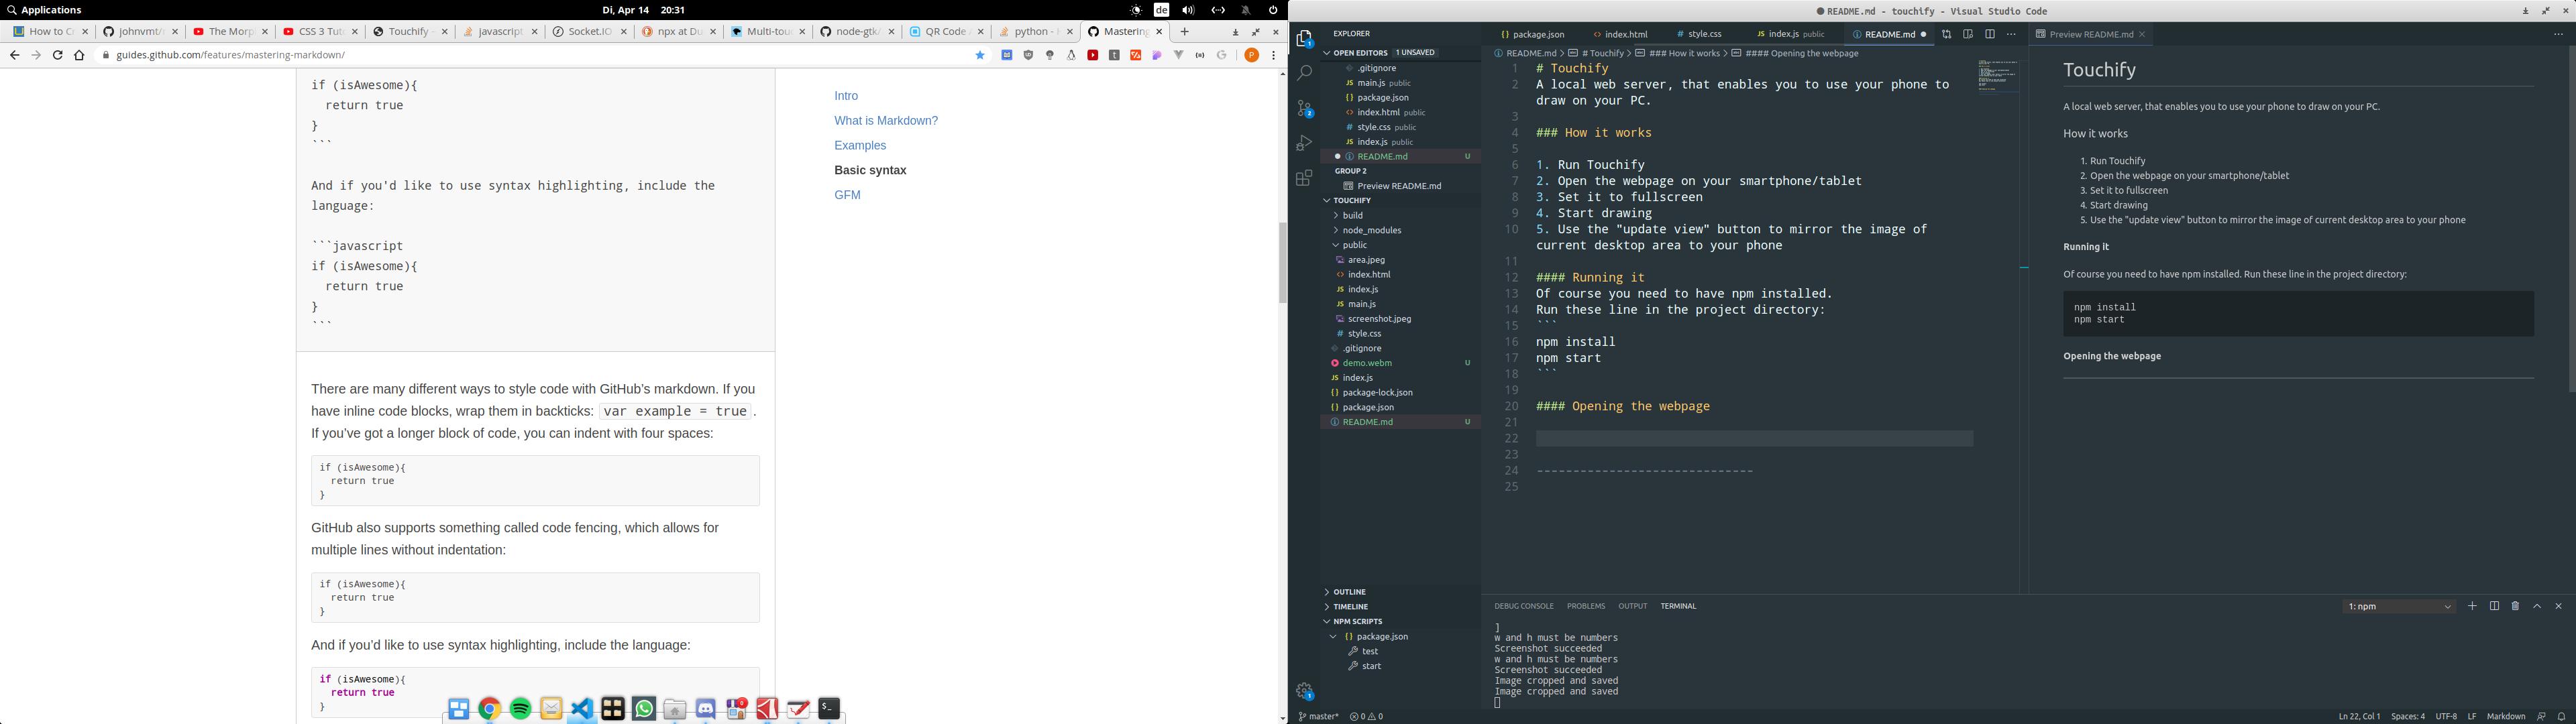 Applications
Di, Apr 14 20:31
de
How to C
johnvmt/
The Morp
CSS 3 Tut
Touchify
javascript
Socket.IO
npx at Du
Multi-touc
node-gtk/
QR Code
python -
Mastering
guides.github.com/features/mastering-markdown/
if (isAwesome){
return true
}
```
And if you'd like to use syntax highlighting, include the
language:
```javascript
if (isAwesome){
return true
}
```
There are many different ways to style code with GitHub's markdown. If you
have inline code blocks, wrap them in backticks: var example = true.
If you've got a longer block of code, you can indent with four spaces:
if (isAwesome){
return true
}
GitHub also supports something called code fencing, which allows for
multiple lines without indentation:
if (isAwesome){
return true
}
And if you'd like to use syntax highlighting, include the language:
if (isAwesome){
return true
}
Intro
What is Markdown?
Examples
Basic syntax
GFM
README.md - touchify - Visual Studio Code
EXPLORER
OPEN EDITORS 1 UNSAVED
.gitignore
main.js public
package.json
index.html public
style.css public
index.js public
README.md U
GROUP 2
Preview README.md
TOUCHIFY
build
node_modules
public
area.jpeg
index.html
index.js
main.js
screenshot.jpeg
style.css
.gitignore
demo.webm U
index.js
package-lock.json
package.json
README.md U
OUTLINE
TIMELINE
NPM SCRIPTS
package.json
test
start
package.json
index.html
style.css
index.js public
README.md
README.md > # Touchify > ### How it works > #### Opening the webpage
1 # Touchify
2 A local web server, that enables you to use your phone to
draw on your PC.
3
4 ### How it works
5
6 1. Run Touchify
7 2. Open the webpage on your smartphone/tablet
8 3. Set it to fullscreen
9 4. Start drawing
10 5. Use the "update view" button to mirror the image of
current desktop area to your phone
11
12 #### Running it
13 Of course you need to have npm installed.
14 Run these line in the project directory:
15 ```
16 npm install
17 npm start
18 ```
19
20 #### Opening the webpage
21
22
23
24 ------------------------------
25
Preview README.md
Touchify
A local web server, that enables you to use your phone to draw on your PC.
How it works
1. Run Touchify
2. Open the webpage on your smartphone/tablet
3. Set it to fullscreen
4. Start drawing
5. Use the "update view" button to mirror the image of current desktop area to your phone
Running it
Of course you need to have npm installed. Run these line in the project directory:
npm install
npm start
Opening the webpage
DEBUG CONSOLE PROBLEMS OUTPUT TERMINAL
1: npm
]
w and h must be numbers
Screenshot succeeded
w and h must be numbers
Screenshot succeeded
Image cropped and saved
Image cropped and saved
master* 0 0
Ln 22, Col 1 Spaces: 4 UTF-8 LF Markdown